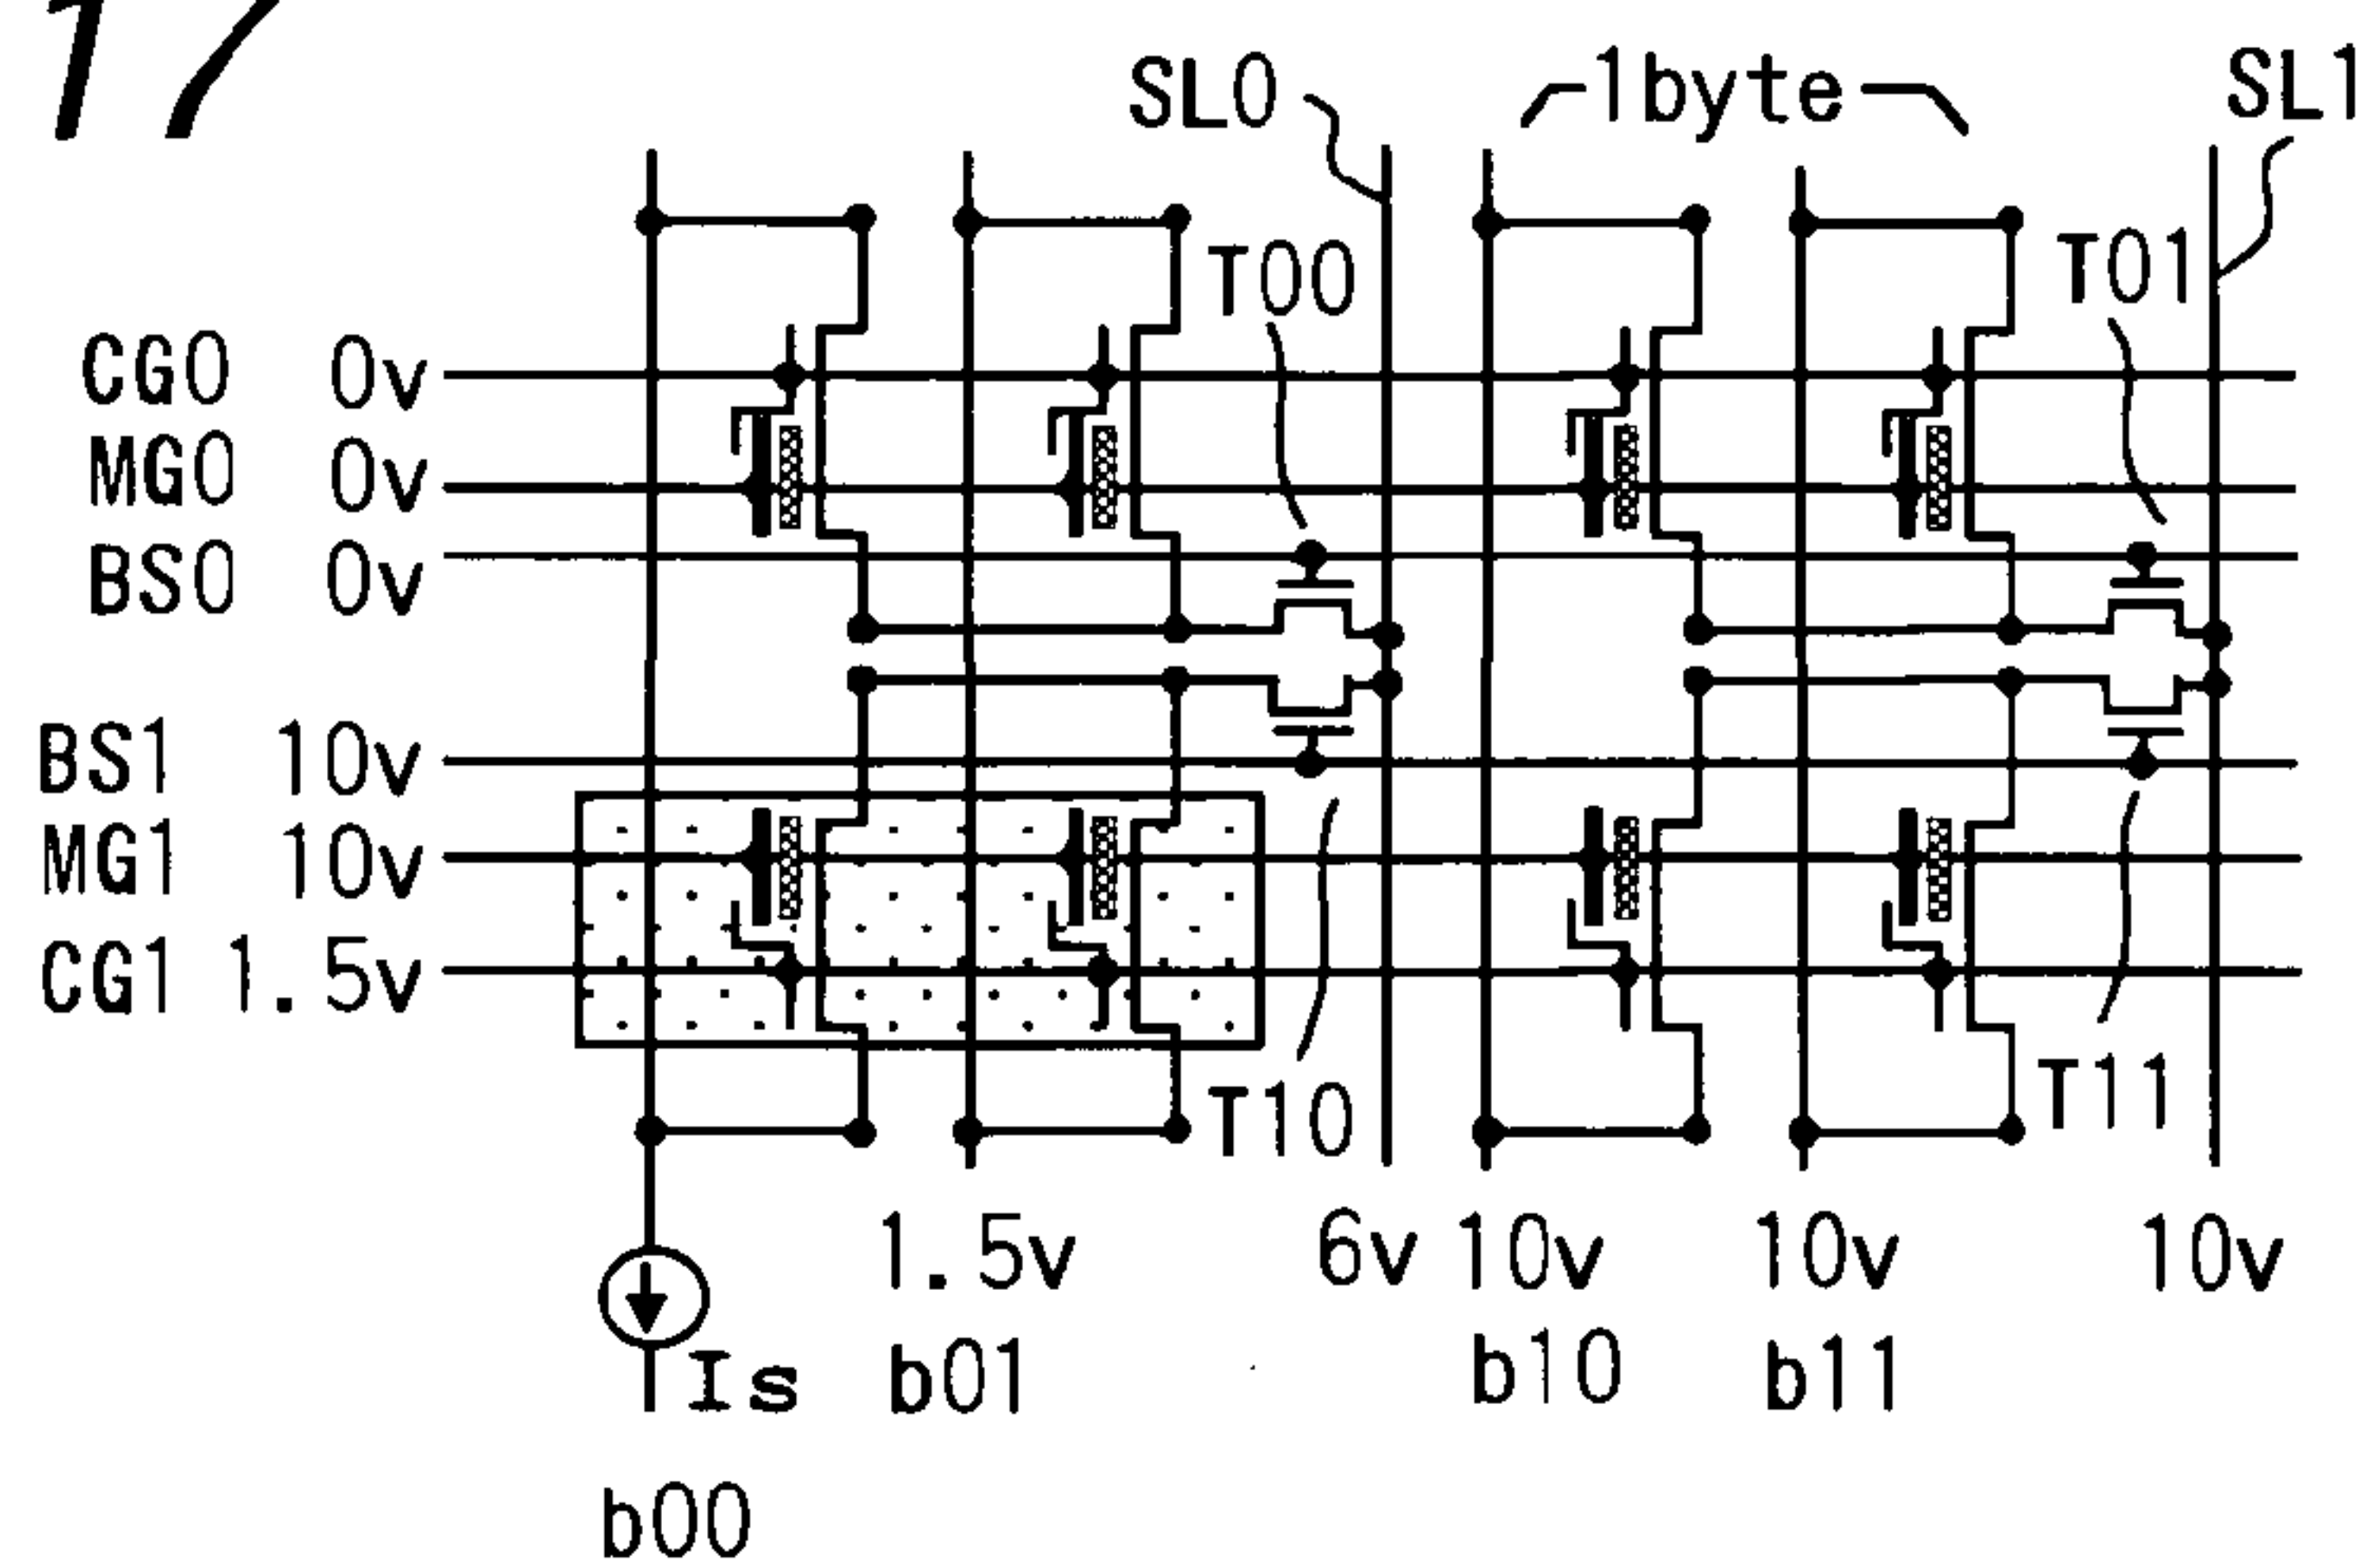 17
SL0 1byte SL1
T00 T01
CG0 0v
MG0 0v
BS0 0v
BS1 10v
MG1 10v
CG1 1.5v
T10 T11
1.5v 6v 10v 10v 10v
Is b01 b10 b11
b00